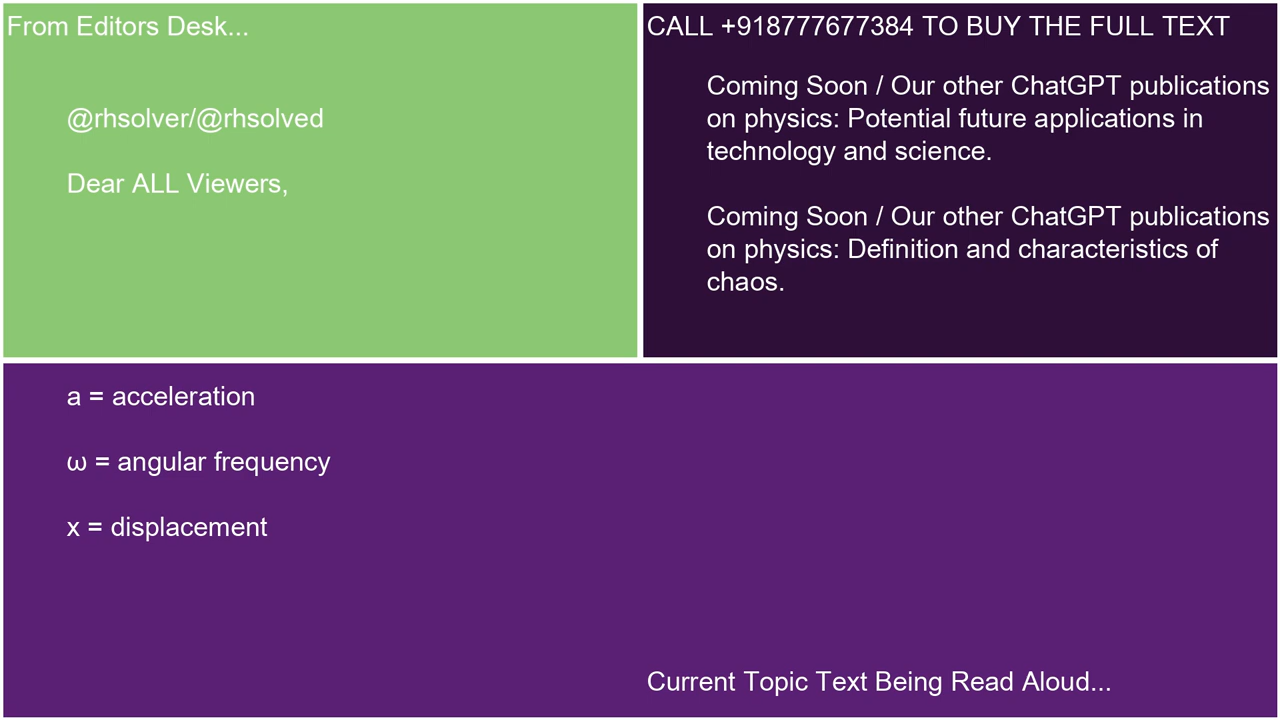 From Editors Desk...
@rhsolver/@rhsolved
Dear ALL Viewers,
CALL +918777677384 TO BUY THE FULL TEXT
Coming Soon / Our other ChatGPT publications
on physics: Potential future applications in
technology and science.
Coming Soon / Our other ChatGPT publications
on physics: Definition and characteristics of
chaos.
a = acceleration
ω = angular frequency
x = displacement
Current Topic Text Being Read Aloud...